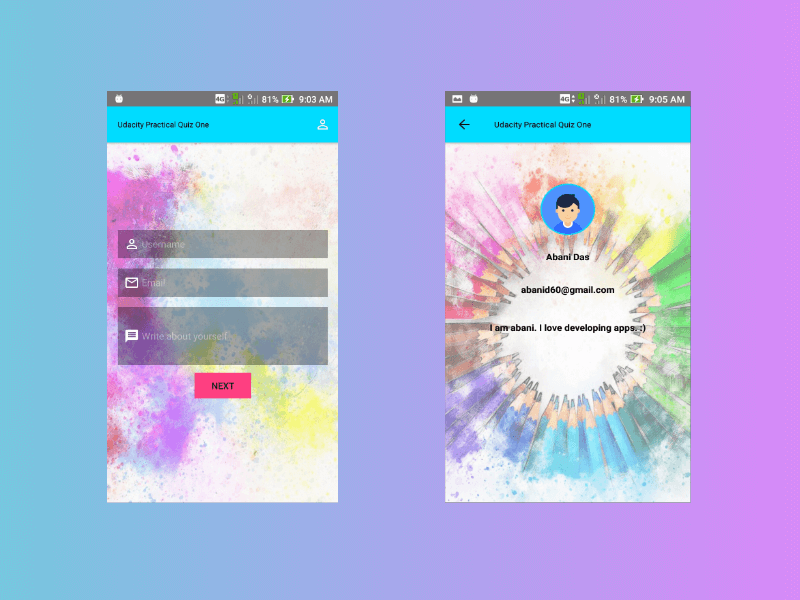 4G 81% 9:03 AM
Udacity Practical Quiz One
Username
Email
Write about yourself
NEXT
4G 81% 9:05 AM
Udacity Practical Quiz One
Abani Das
abanid60@gmail.com
I am abani. I love developing apps. :)